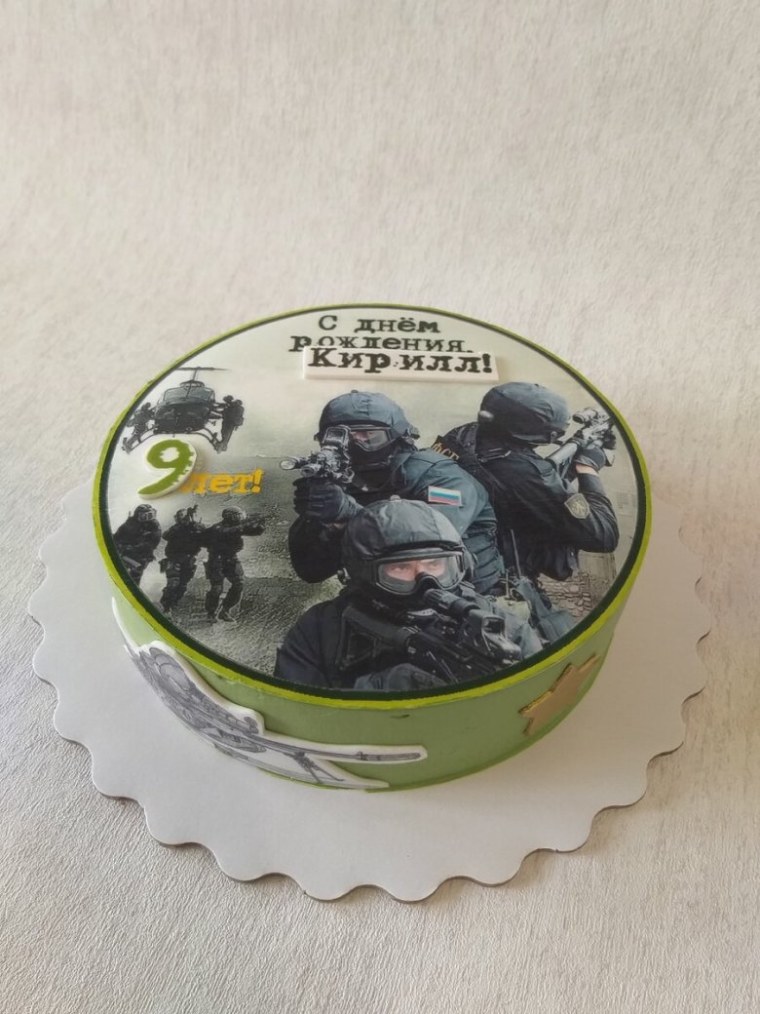 С днём
рождения,
Кирилл!
9 лет!